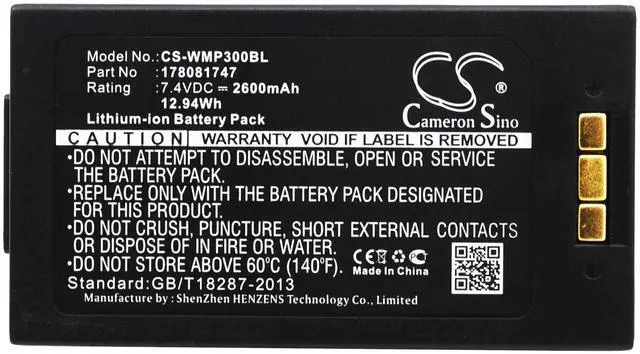 Model No.: CS-WMP300BL
Part No : 178081747
Rating : 7.4VDC ⎓ 2600mAh
12.94Wh
Lithium-ion Battery Pack
CS
Cameron Sino
®
CAUTION WARRANTY VOID IF LABEL IS REMOVED
•DO NOT ATTEMPT TO DISASSEMBLE, OPEN OR SERVICE
THE BATTERY PACK.
•REPLACE WITH THE BATTERY PACK DESIGNATED
FOR THIS PRODUCT.
•DO NOT CRUSH, PUNCTURE, SHORT EXTERNAL CONTACTS
OR DISPOSE OF IN FIRE OR WATER.
•DO NOT STORE ABOVE 60°C (140°F).
Standard:GB/T18287-2013
Manufacture by : ShenZhen HENZENS Technology Co., Limited
CE
Made In China